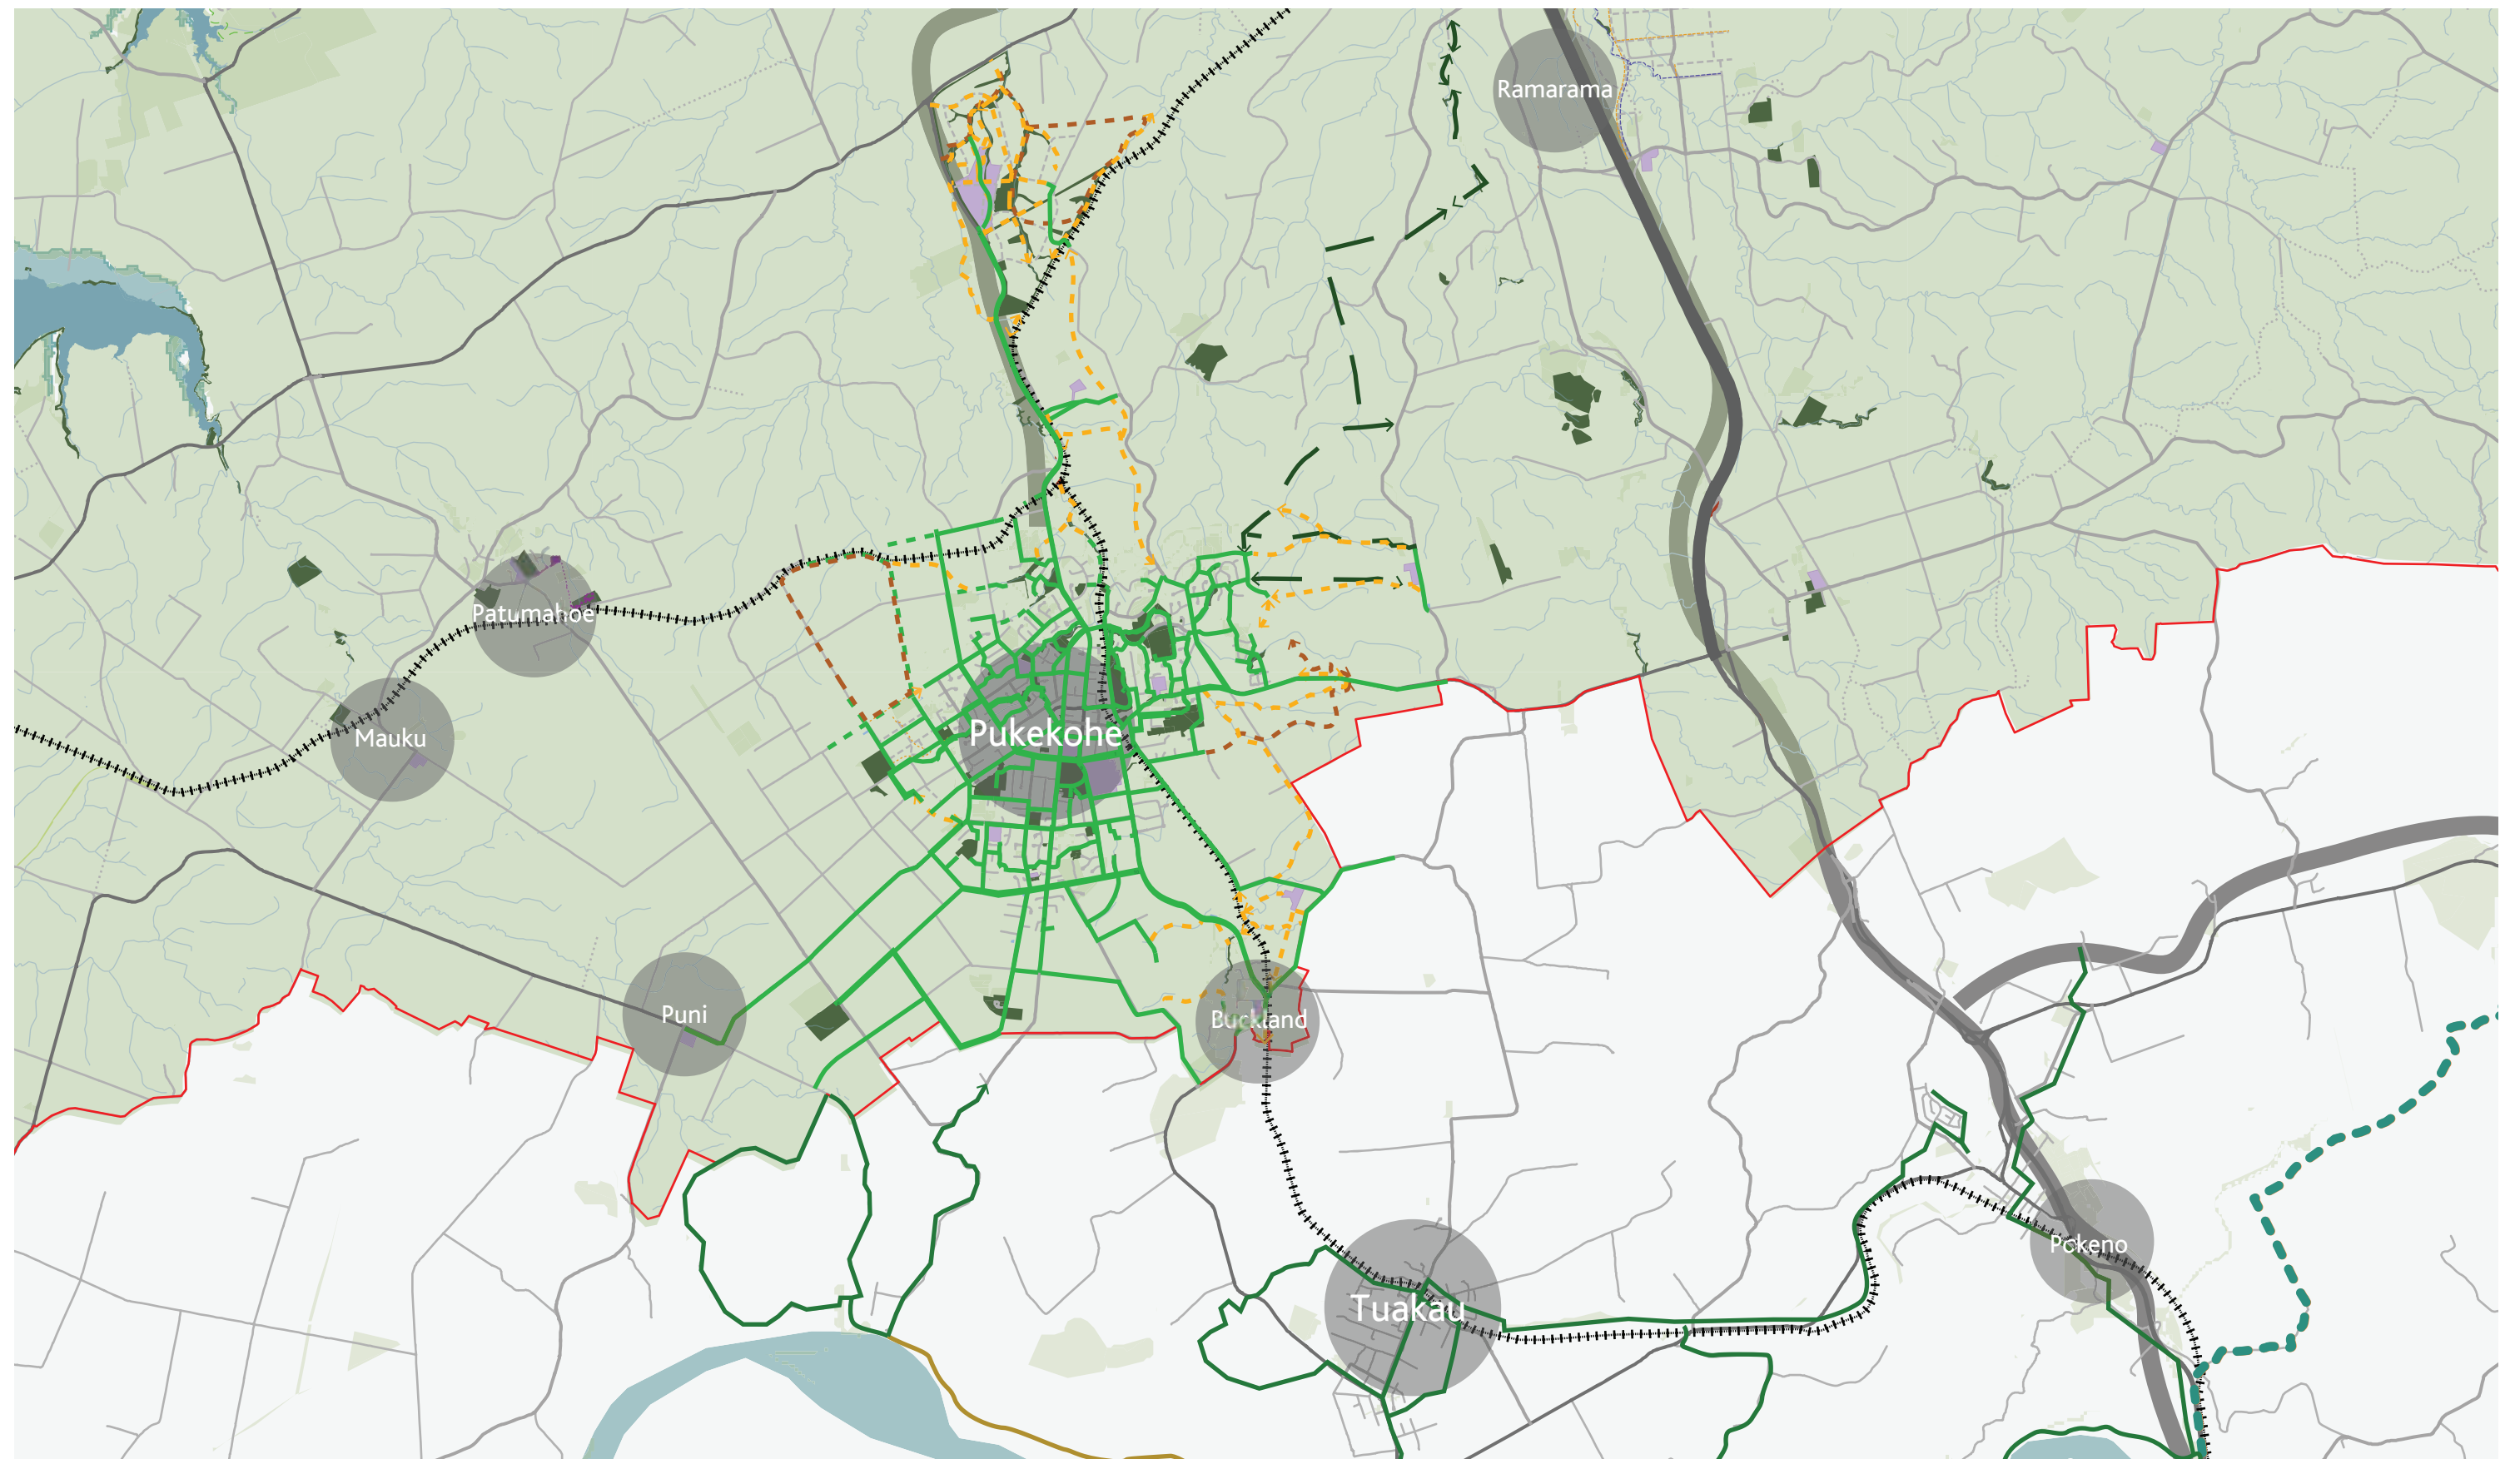 Ramarama
Patumahoe
Mauku
Pukekohe
Puni
Buckland
Pokeno
Tuakau